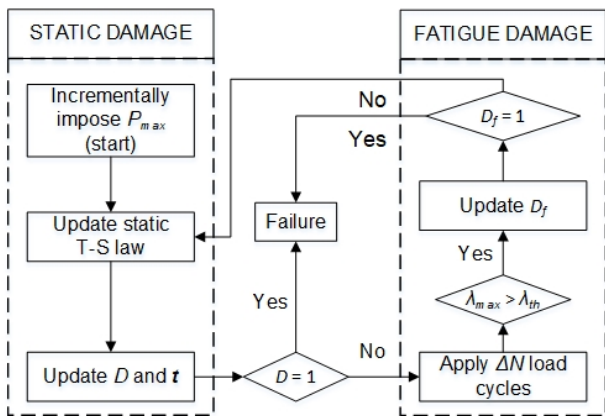 STATIC DAMAGE
Incrementally
impose P_max
(start)
Update static
T-S law
Update D and t
D = 1
Yes
No
Failure
FATIGUE DAMAGE
No
Yes
D_f = 1
Update D_f
Yes
λ_max > λ_th
Apply ΔN load
cycles